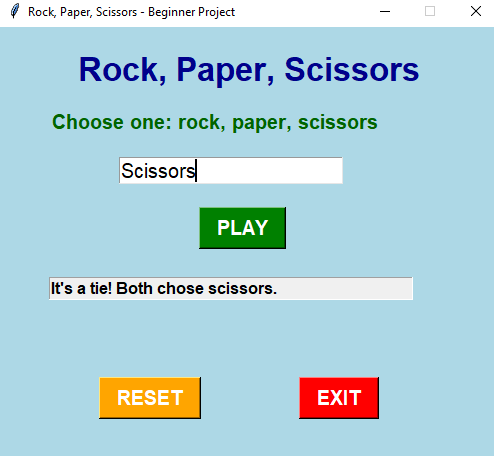 Rock, Paper, Scissors - Beginner Project
Rock, Paper, Scissors
Choose one: rock, paper, scissors
Scissors
PLAY
It's a tie! Both chose scissors.
RESET EXIT